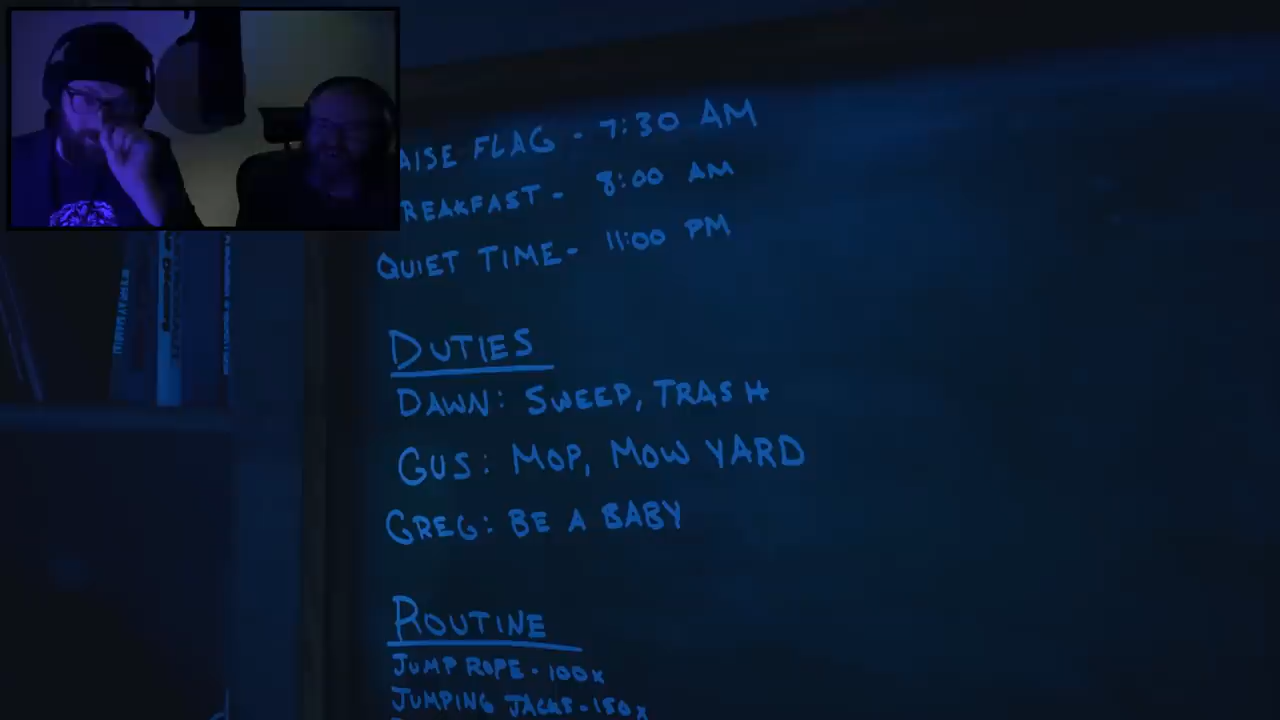 AISE FLAG - 7:30 AM
REAKFAST - 8:00 AM
QUIET TIME - 11:00 PM
DUTIES
DAWN: SWEEP, TRASH
GUS: MOP, MOW YARD
GREG: BE A BABY
ROUTINE
JUMP ROPE - 100X
JUMPING JACKS - 150X